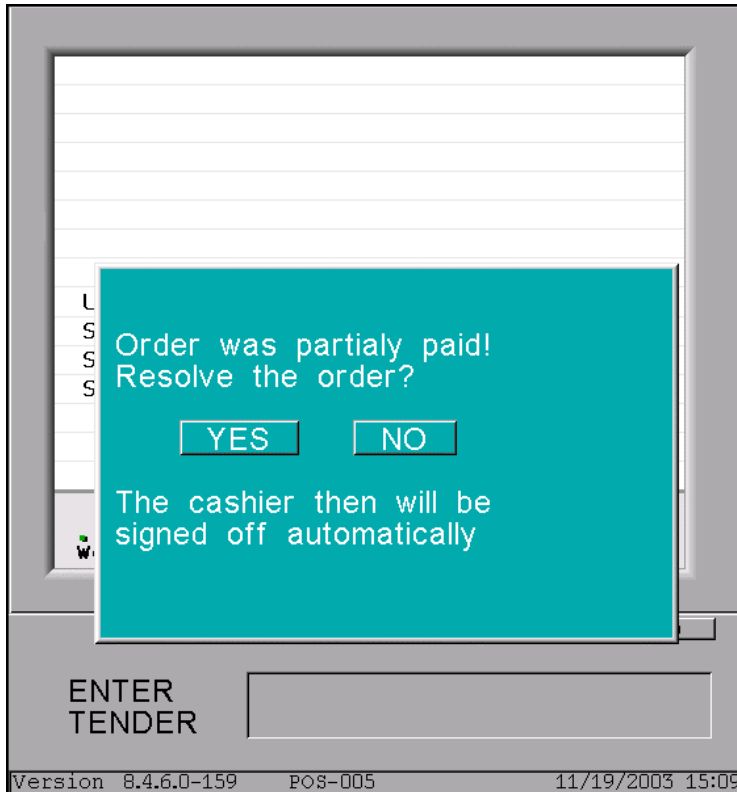 Order was partialy paid!
Resolve the order?
YES NO
The cashier then will be
signed off automatically
ENTER
TENDER
Version 8.4.6.0-159 POS-005 11/19/2003 15:09